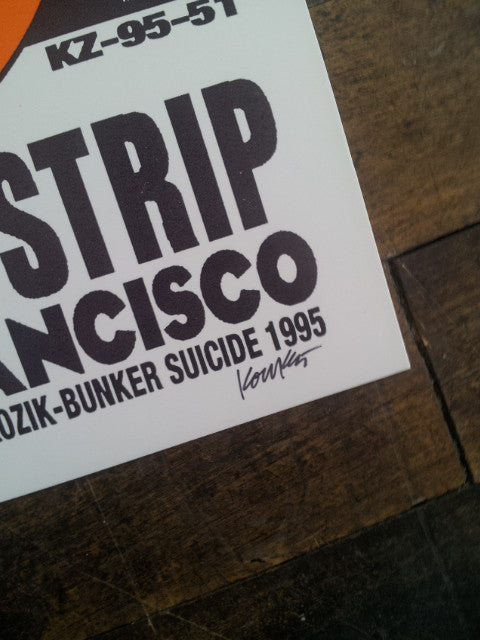 KZ-95-51
STRIP
ANCISCO
OZIK-BUNKER SUICIDE 1995